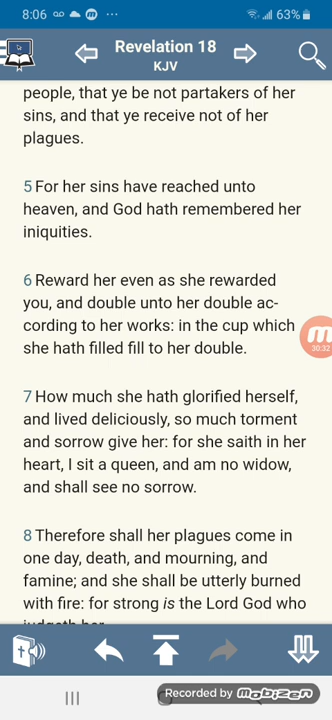 8:06 ... 63%
Revelation 18
KJV
people, that ye be not partakers of her
sins, and that ye receive not of her
plagues.
5 For her sins have reached unto
heaven, and God hath remembered her
iniquities.
6 Reward her even as she rewarded
you, and double unto her double ac-
cording to her works: in the cup which
she hath filled fill to her double.
30:32
7 How much she hath glorified herself,
and lived deliciously, so much torment
and sorrow give her: for she saith in her
heart, I sit a queen, and am no widow,
and shall see no sorrow.
8 Therefore shall her plagues come in
one day, death, and mourning, and
famine; and she shall be utterly burned
with fire: for strong is the Lord God who
judgeth her.
Recorded by mobizen